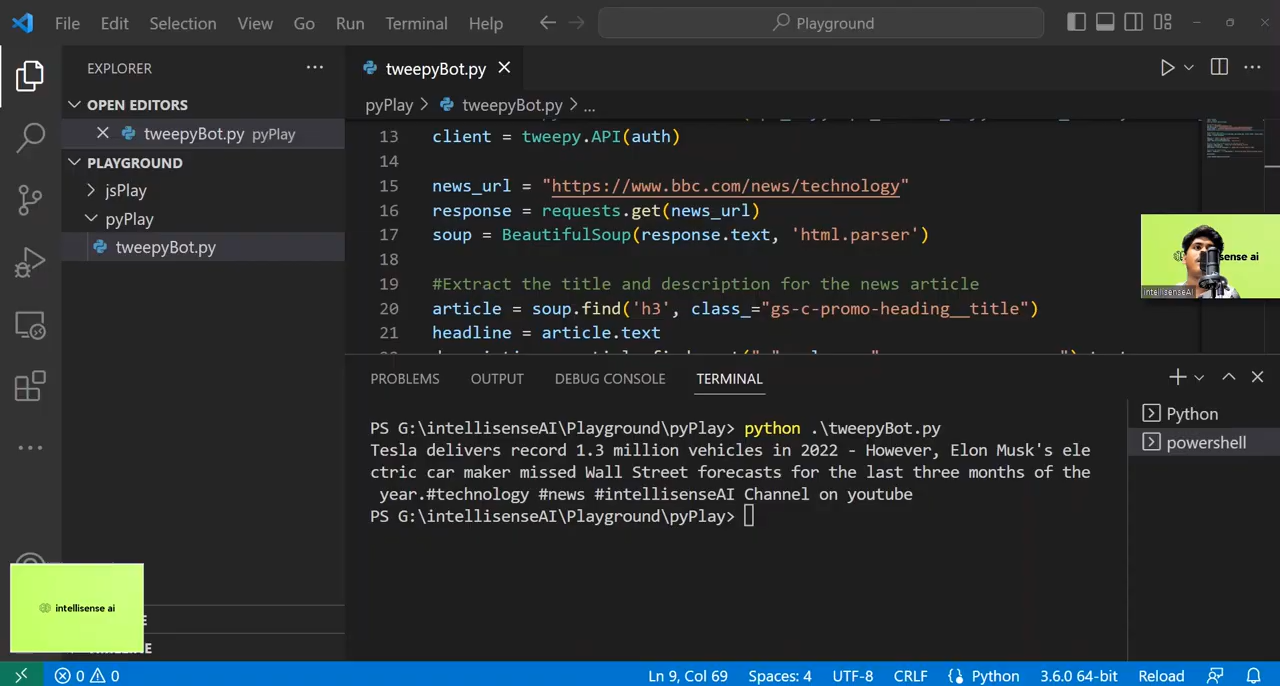 File Edit Selection View Go Run Terminal Help
Playground
EXPLORER
OPEN EDITORS
tweepyBot.py pyPlay
PLAYGROUND
jsPlay
pyPlay
tweepyBot.py
tweepyBot.py
pyPlay > tweepyBot.py > ...
13 client = tweepy.API(auth)
14
15 news_url = "https://www.bbc.com/news/technology"
16 response = requests.get(news_url)
17 soup = BeautifulSoup(response.text, 'html.parser')
18
19 #Extract the title and description for the news article
20 article = soup.find('h3', class_="gs-c-promo-heading__title")
21 headline = article.text
sense ai
intellisenseAI
PROBLEMS OUTPUT DEBUG CONSOLE TERMINAL
PS G:\intellisenseAI\Playground\pyPlay> python .\tweepyBot.py
Tesla delivers record 1.3 million vehicles in 2022 - However, Elon Musk's ele
ctric car maker missed Wall Street forecasts for the last three months of the
year.#technology #news #intellisenseAI Channel on youtube
PS G:\intellisenseAI\Playground\pyPlay>
Python
powershell
intellisense ai
Ln 9, Col 69 Spaces: 4 UTF-8 CRLF Python 3.6.0 64-bit Reload
0 0